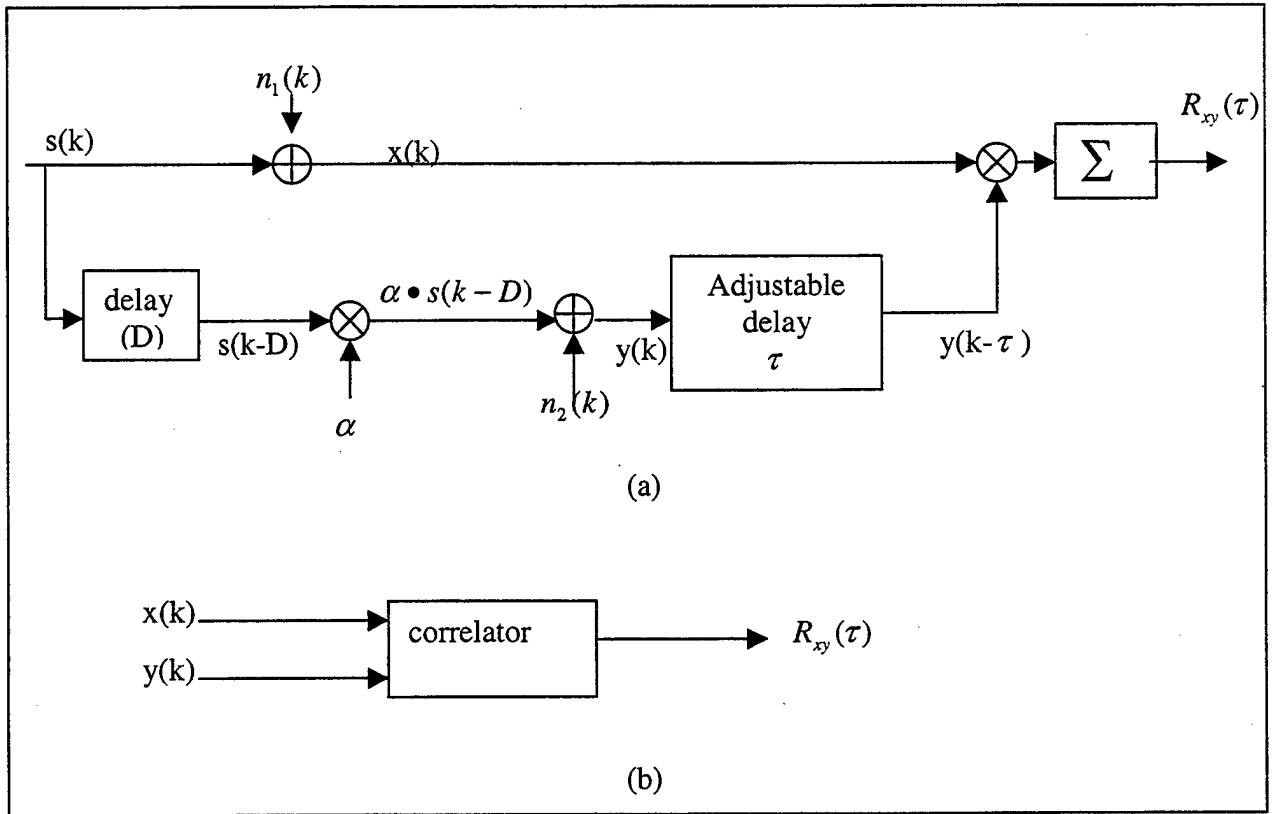 n₁(k)
R_xy(τ)
s(k)
x(k)
Σ
delay
(D)
s(k-D)
α • s(k − D)
α
n₂(k)
y(k)
Adjustable
delay
τ
y(k- τ )
(a)
x(k)
y(k)
correlator
R_xy(τ)
(b)